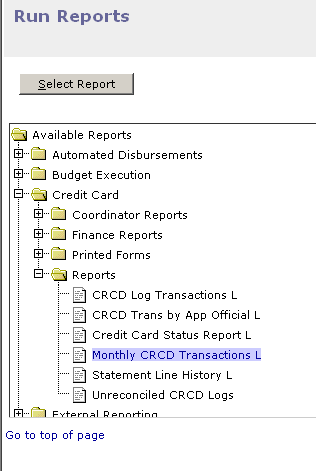 Run Reports
Select Report
Available Reports
Automated Disbursements
Budget Execution
Credit Card
Coordinator Reports
Finance Reports
Printed Forms
Reports
CRCD Log Transactions L
CRCD Trans by App Official L
Credit Card Status Report L
Monthly CRCD Transactions L
Statement Line History L
Unreconciled CRCD Logs
External Reporting
Go to top of page